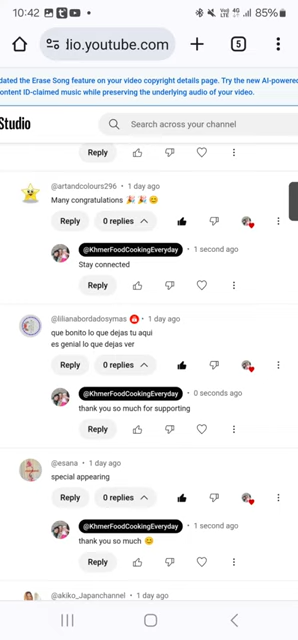 10:42
85%
dio.youtube.com
5
dated the Erase Song feature on your video copyright details page. Try the new AI-powered
ontent ID-claimed music while preserving the underlying audio of your video.
Studio
Search across your channel
Reply
@artandcolours296 • 1 day ago
Many congratulations 🎉 🎉 😊
Reply
0 replies
@KhmerFoodCookingEveryday • 1 second ago
Stay connected
Reply
@lilianabordadosymas • 1 day ago
que bonito lo que dejas tu aqui
es genial lo que dejas ver
Reply
0 replies
@KhmerFoodCookingEveryday • 0 seconds ago
thank you so much for supporting
Reply
@esana • 1 day ago
special appearing
Reply
0 replies
@KhmerFoodCookingEveryday • 1 second ago
thank you so much 😊
Reply
@akiko_Japanchannel • 1 day ago